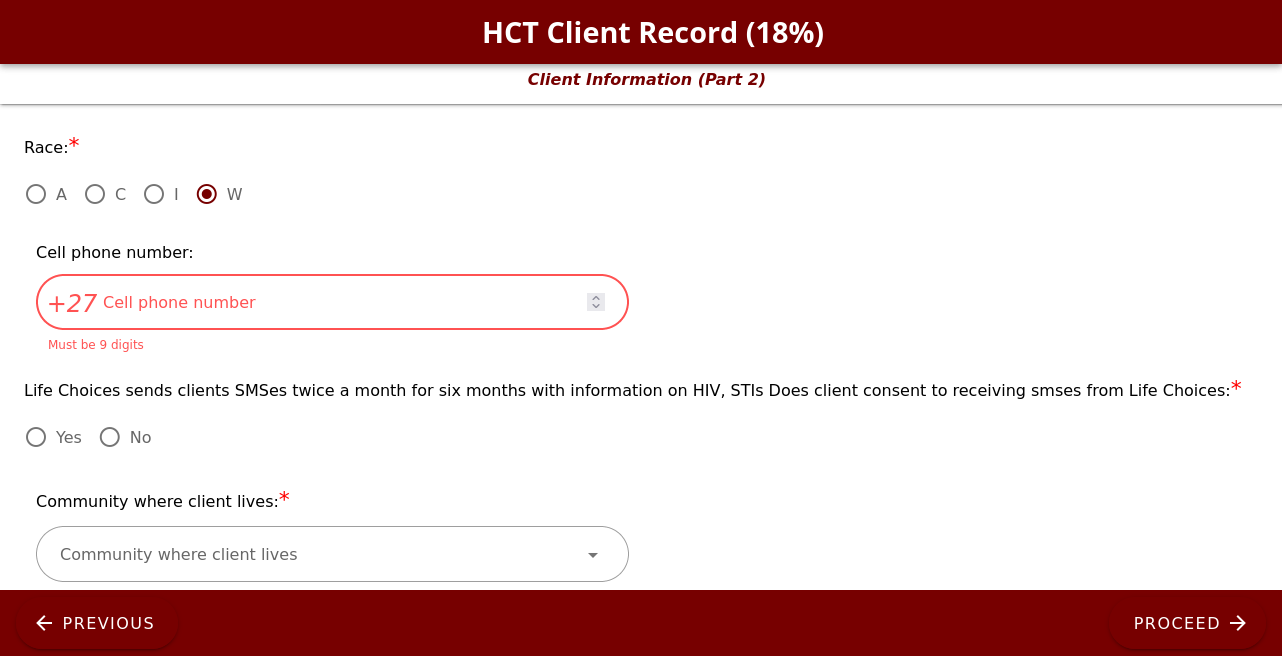 HCT Client Record (18%)
Client Information (Part 2)
Race:*
A C I W
Cell phone number:
+27 Cell phone number
Must be 9 digits
Life Choices sends clients SMSes twice a month for six months with information on HIV, STIs Does client consent to receiving smses from Life Choices:*
Yes No
Community where client lives:*
Community where client lives
PREVIOUS PROCEED